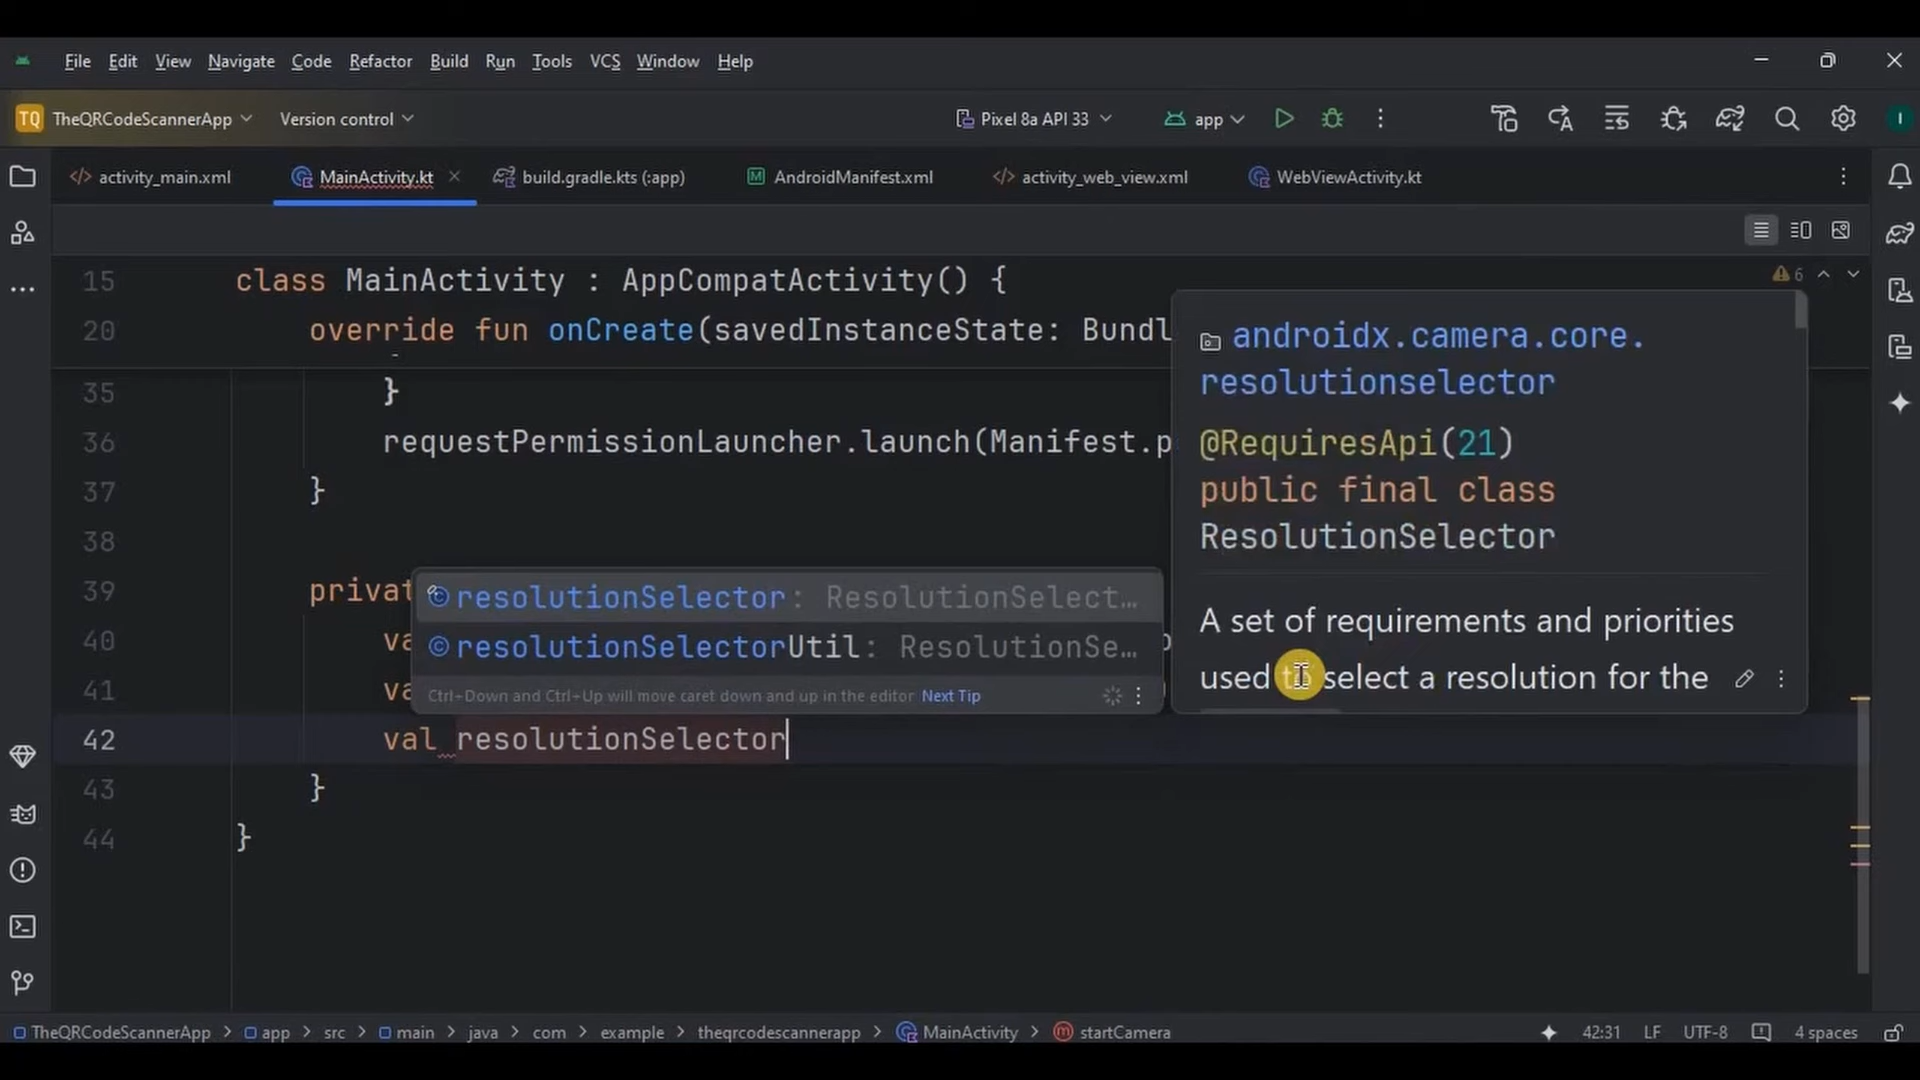 File Edit View Navigate Code Refactor Build Run Tools VCS Window Help
TQ TheQRCodeScannerApp Version control Pixel 8a API 33 app I
activity_main.xml MainActivity.kt build.gradle.kts (:app) AndroidManifest.xml activity_web_view.xml WebViewActivity.kt
15 class MainActivity : AppCompatActivity() {
6
20 override fun onCreate(savedInstanceState: Bundl
35 }
36 requestPermissionLauncher.launch(Manifest.p
37 }
38
39 privat
40 va
41 va
42 val resolutionSelector
43 }
44 }
resolutionSelector: ResolutionSelect...
resolutionSelectorUtil: ResolutionSe...
Ctrl+Down and Ctrl+Up will move caret down and up in the editor Next Tip
androidx.camera.core.
resolutionselector
@RequiresApi(21)
public final class
ResolutionSelector
A set of requirements and priorities
used to select a resolution for the
TheQRCodeScannerApp > app > src > main > java > com > example > theqrcodescannerapp > MainActivity > startCamera 42:31 LF UTF-8 4 spaces